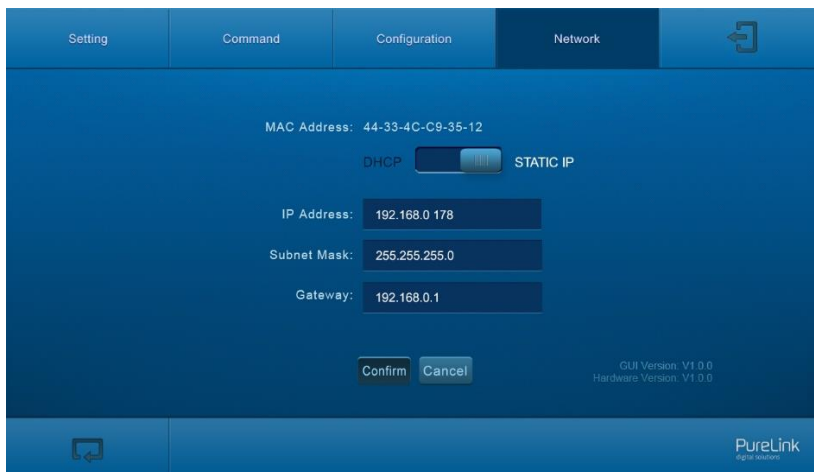 Setting Command Configuration Network
MAC Address: 44-33-4C-C9-35-12
DHCP STATIC IP
IP Address: 192.168.0 178
Subnet Mask: 255.255.255.0
Gateway: 192.168.0.1
Confirm Cancel
GUI Version: V1.0.0
Hardware Version: V1.0.0
PureLink
digital solutions